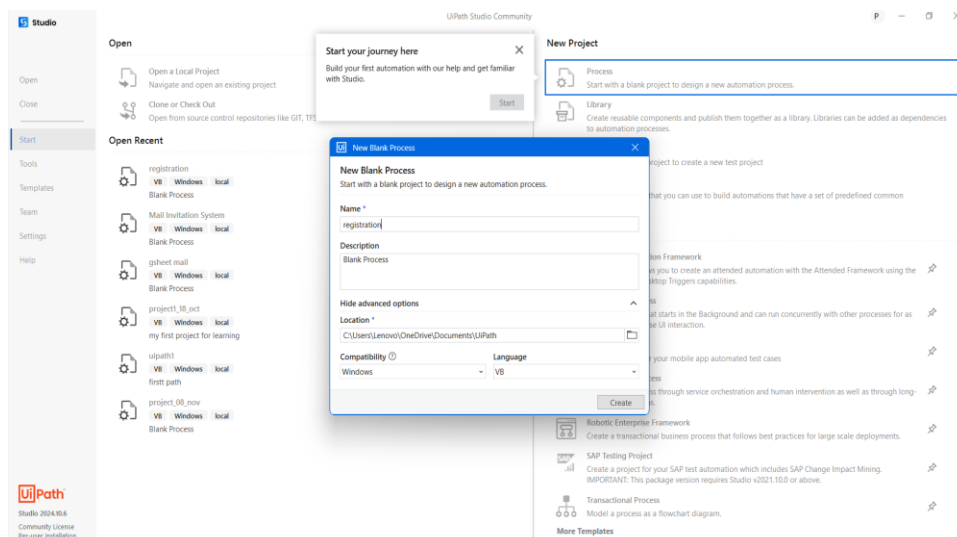 Studio
UiPath Studio Community
P
Open
Close
Start
Tools
Templates
Team
Settings
Help
UiPath
Studio 2024.10.6
Community License
Per-user Installation
Open
Open a Local Project
Navigate and open an existing project
Clone or Check Out
Open from source control repositories like GIT, TFS
Open Recent
registration
VB Windows local
Blank Process
Mail Invitation System
VB Windows local
Blank Process
gsheet mail
VB Windows local
Blank Process
project1_18_oct
VB Windows local
my first project for learning
uipath1
VB Windows local
firstt path
project_08_nov
VB Windows local
Blank Process
Start your journey here
Build your first automation with our help and get familiar
with Studio.
Start
New Blank Process
New Blank Process
Start with a blank project to design a new automation process.
Name *
registration
Description
Blank Process
Hide advanced options
Location *
C:\Users\Lenovo\OneDrive\Documents\UiPath
Compatibility
Language
Windows
VB
Create
New Project
Process
Start with a blank project to design a new automation process.
Library
Create reusable components and publish them together as a library. Libraries can be added as dependencies
to automation processes.
project to create a new test project
that you can use to build automations that have a set of predefined common
on Framework
you to create an attended automation with the Attended Framework using the
sktop Triggers capabilities.
ss
at starts in the Background and can run concurrently with other processes for as
se UI interaction.
your mobile app automated test cases
ess
ss through service orchestration and human intervention as well as through long-
Robotic Enterprise Framework
Create a transactional business process that follows best practices for large scale deployments.
SAP Testing Project
Create a project for your SAP test automation which includes SAP Change Impact Mining.
IMPORTANT: This package version requires Studio v2021.10.0 or above.
Transactional Process
Model a process as a flowchart diagram.
More Templates